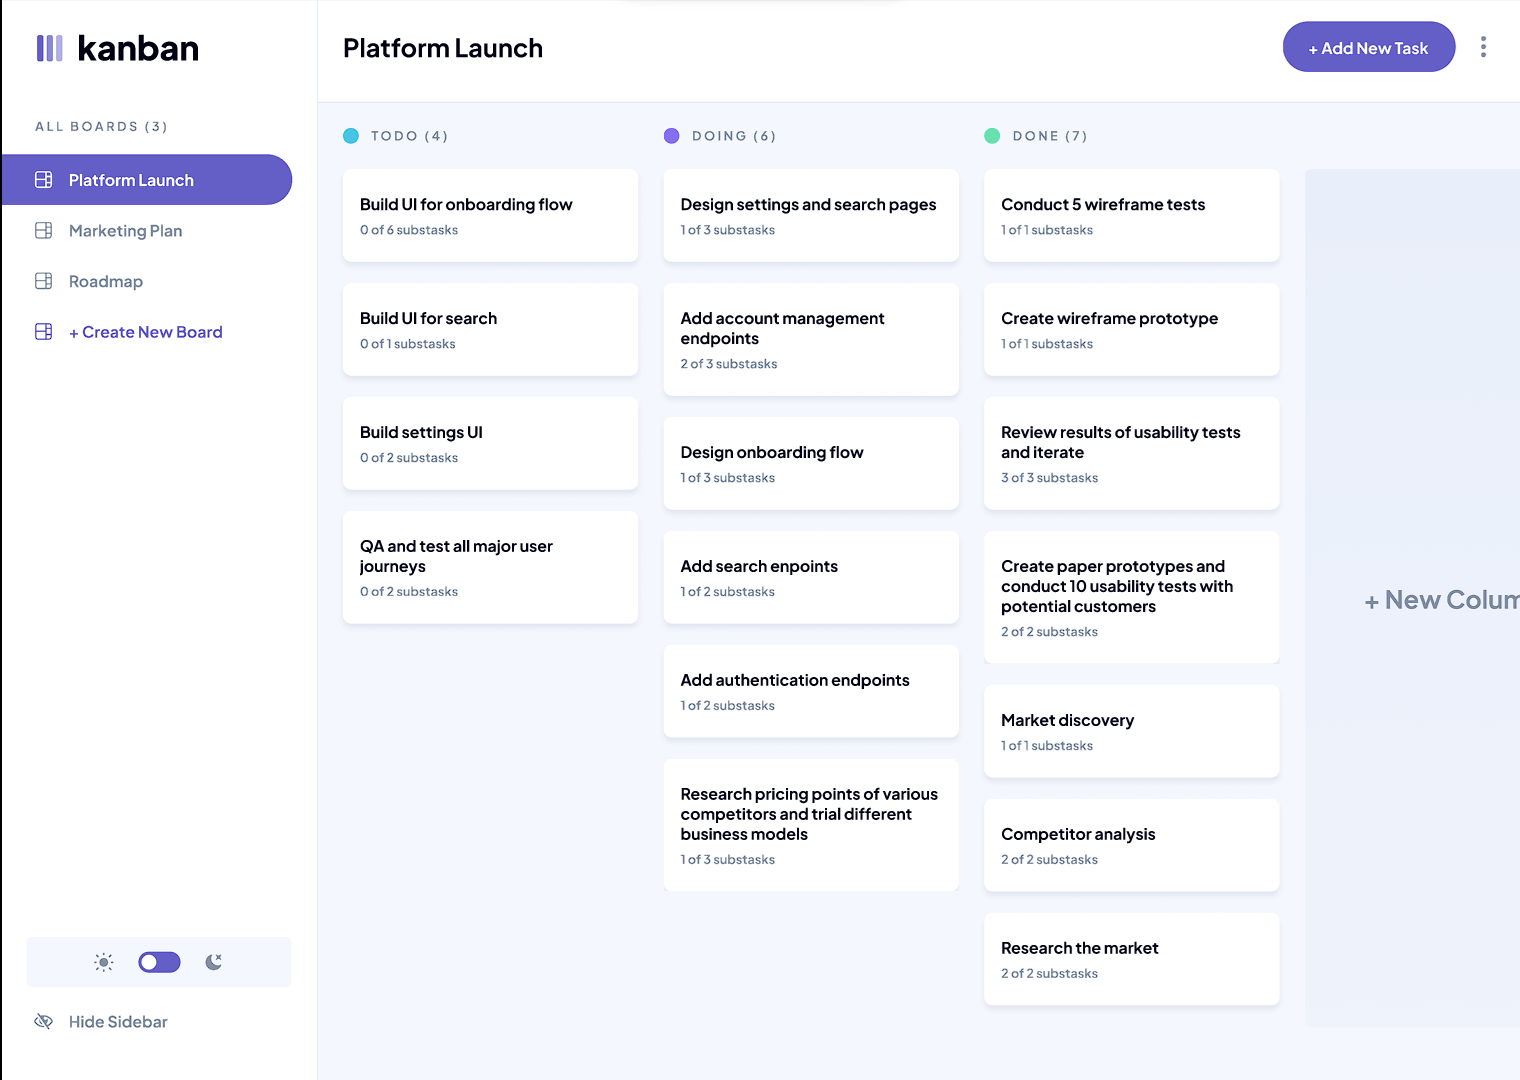 kanban
Platform Launch
+ Add New Task
ALL BOARDS (3)
Platform Launch
Marketing Plan
Roadmap
+ Create New Board
TODO (4)
Build UI for onboarding flow
0 of 6 substasks
Build UI for search
0 of 1 substasks
Build settings UI
0 of 2 substasks
QA and test all major user
journeys
0 of 2 substasks
DOING (6)
Design settings and search pages
1 of 3 substasks
Add account management
endpoints
2 of 3 substasks
Design onboarding flow
1 of 3 substasks
Add search enpoints
1 of 2 substasks
Add authentication endpoints
1 of 2 substasks
Research pricing points of various
competitors and trial different
business models
1 of 3 substasks
DONE (7)
Conduct 5 wireframe tests
1 of 1 substasks
Create wireframe prototype
1 of 1 substasks
Review results of usability tests
and iterate
3 of 3 substasks
Create paper prototypes and
conduct 10 usability tests with
potential customers
2 of 2 substasks
Market discovery
1 of 1 substasks
Competitor analysis
2 of 2 substasks
Research the market
2 of 2 substasks
+ New Colum
Hide Sidebar